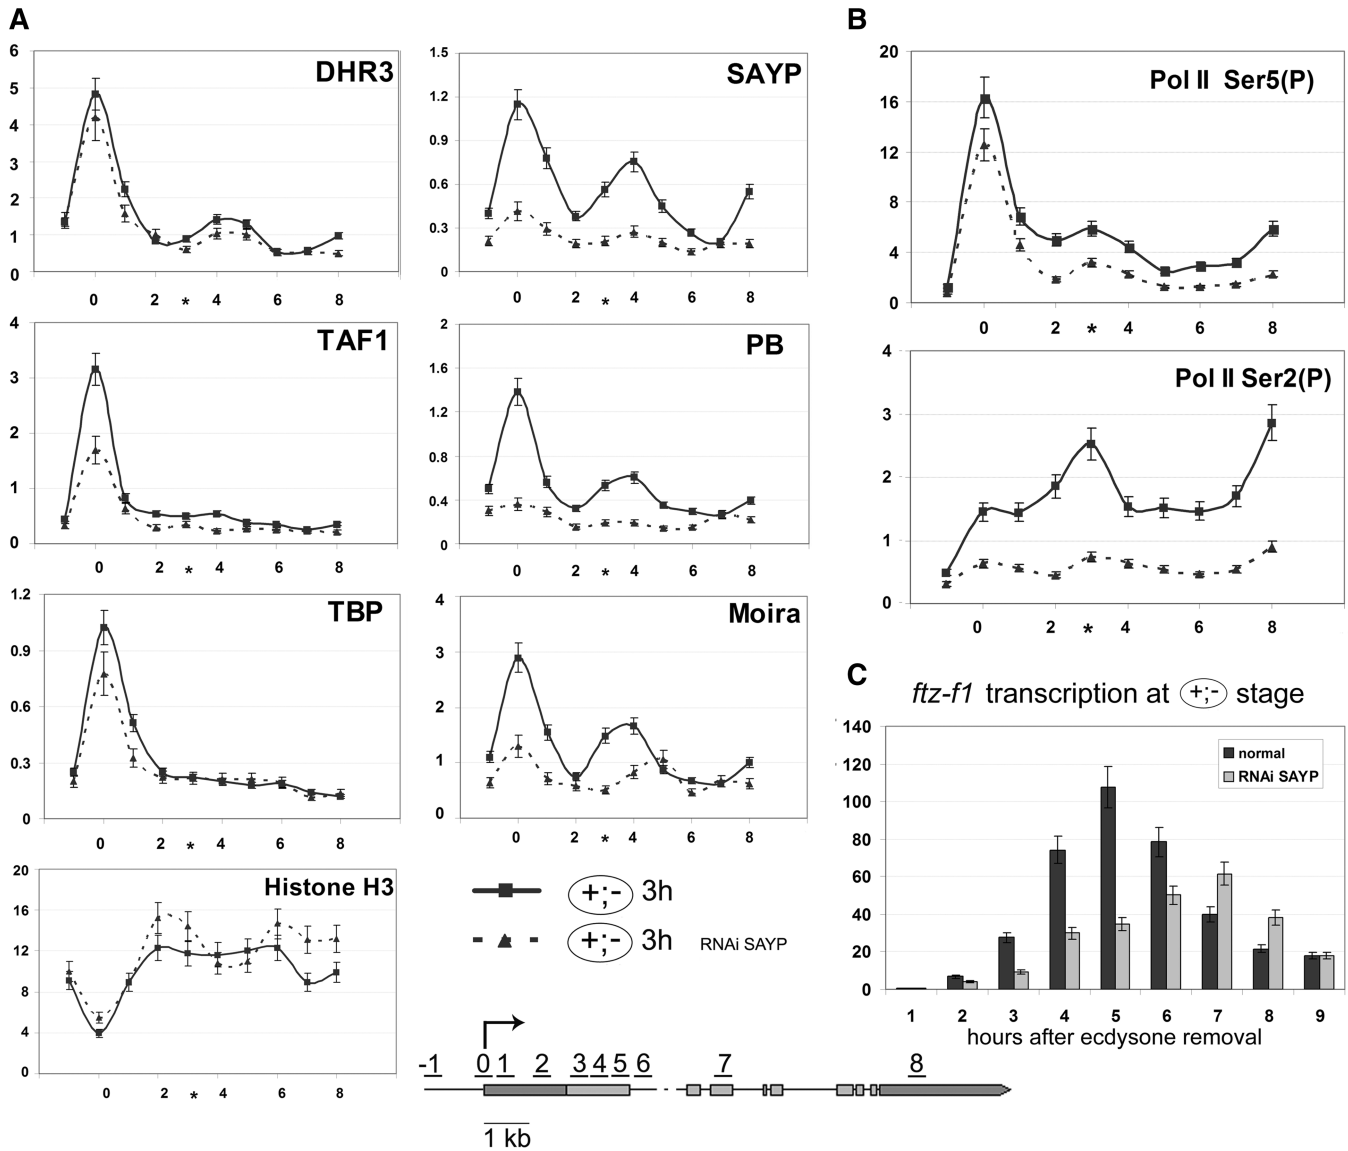 A
DHR3
6
5
4
3
2
1
0
0 2 * 4 6 8
SAYP
1.5
1.2
0.9
0.6
0.3
0
0 2 * 4 6 8
TAF1
4
3
2
1
0
0 2 * 4 6 8
PB
2
1.6
1.2
0.8
0.4
0
0 2 * 4 6 8
TBP
1.2
0.9
0.6
0.3
0
0 2 * 4 6 8
Moira
4
3
2
1
0
0 2 * 4 6 8
Histone H3
20
16
12
8
4
0
0 2 * 4 6 8
+;- 3h
+;- 3h RNAi SAYP
-1 0 1 2 3 4 5 6 7 8
1 kb
B
Pol II Ser5(P)
20
16
12
8
4
0
0 2 * 4 6 8
Pol II Ser2(P)
4
3
2
1
0
0 2 * 4 6 8
C
ftz-f1 transcription at +;- stage
140
120
100
80
60
40
20
0
normal
RNAi SAYP
1 2 3 4 5 6 7 8 9
hours after ecdysone removal